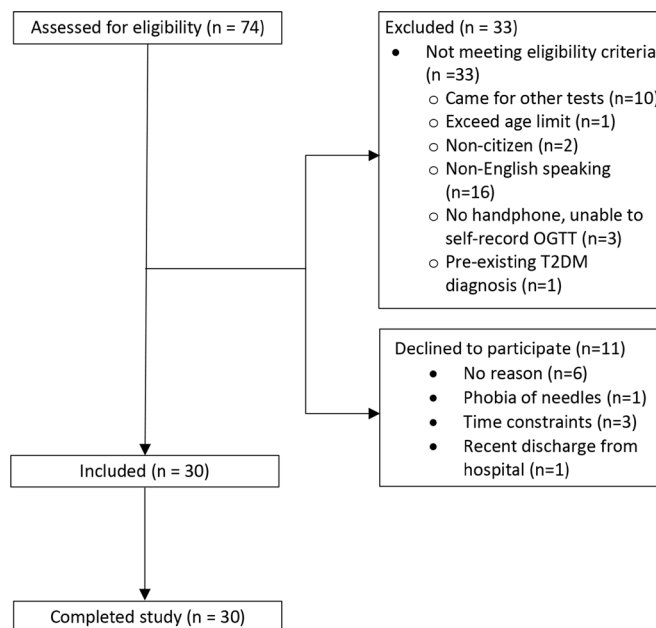 Assessed for eligibility (n = 74)
Excluded (n = 33)
• Not meeting eligibility criteria
(n =33)
o Came for other tests (n=10)
o Exceed age limit (n=1)
o Non-citizen (n=2)
o Non-English speaking
(n=16)
o No handphone, unable to
self-record OGTT (n=3)
o Pre-existing T2DM
diagnosis (n=1)
Declined to participate (n=11)
• No reason (n=6)
• Phobia of needles (n=1)
• Time constraints (n=3)
• Recent discharge from
hospital (n=1)
Included (n = 30)
Completed study (n = 30)